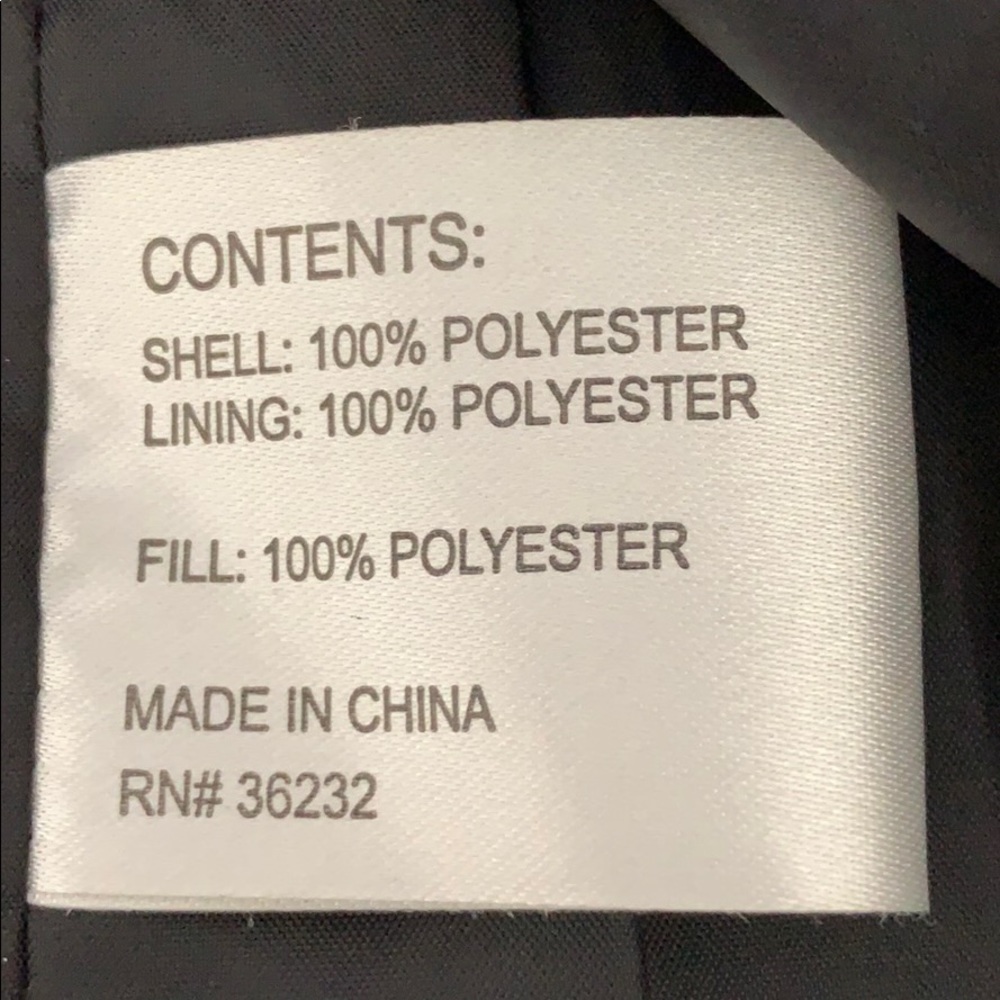 CONTENTS:
SHELL: 100% POLYESTER
LINING: 100% POLYESTER
FILL: 100% POLYESTER
MADE IN CHINA
RN# 36232